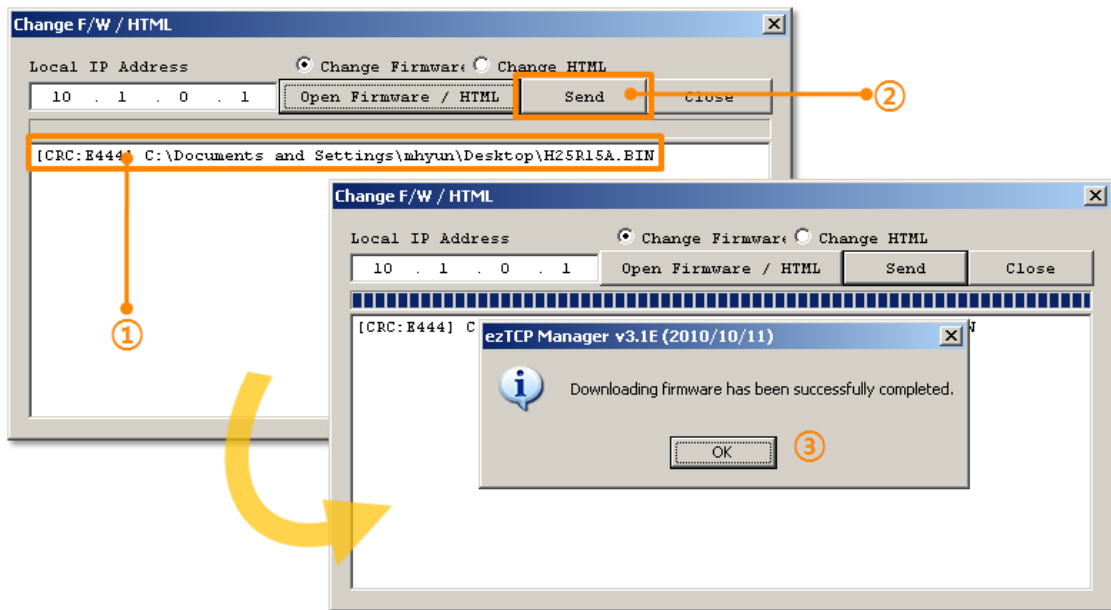 Change F/W / HTML
Local IP Address Change Firmware Change HTML
10 . 1 . 0 . 1 Open Firmware / HTML Send Close
②
[CRC:E444] C:\Documents and Settings\mhyun\Desktop\H25R15A.BIN
①
Change F/W / HTML
Local IP Address Change Firmware Change HTML
10 . 1 . 0 . 1 Open Firmware / HTML Send Close
[CRC:E444] C
ezTCP Manager v3.1E (2010/10/11)
Downloading firmware has been successfully completed.
OK ③